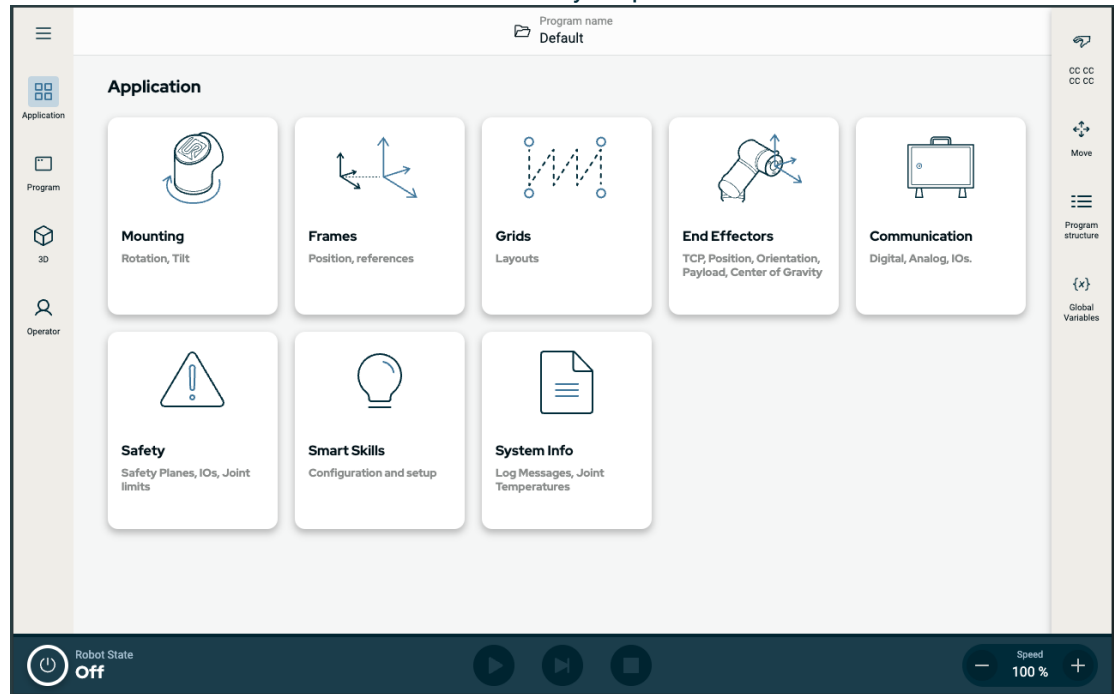 Program name
Default
Application
Program
3D
Operator
Application
Mounting
Rotation, Tilt
Frames
Position, references
Grids
Layouts
End Effectors
TCP, Position, Orientation,
Payload, Center of Gravity
Communication
Digital, Analog, IOs.
Safety
Safety Planes, IOs, Joint
limits
Smart Skills
Configuration and setup
System Info
Log Messages, Joint
Temperatures
CC CC
CC CC
Move
Program
structure
{x}
Global
Variables
Robot State
Off
Speed
100 %